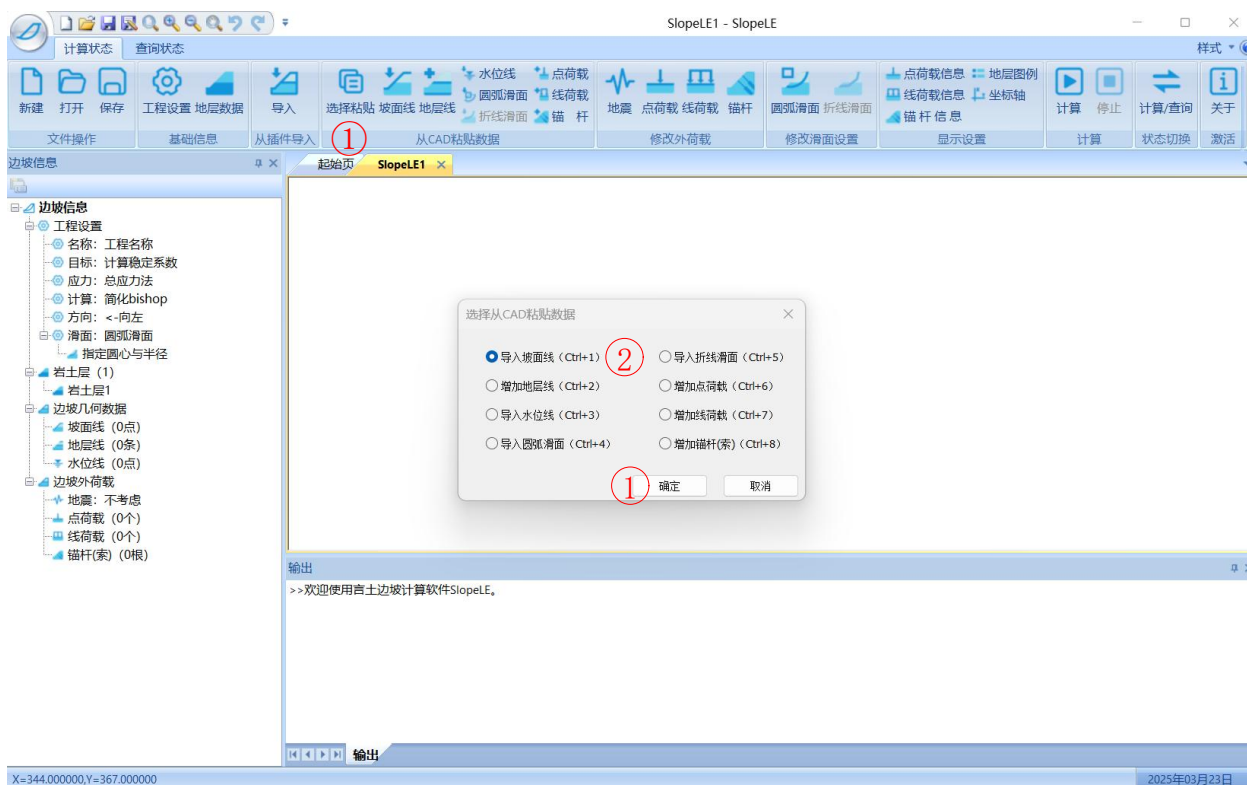 SlopeLE1 - SlopeLE
计算状态 查询状态 样式
新建 打开 保存 工程设置 地层数据 导入 选择粘贴 坡面线 地层线 水位线 圆弧滑面 折线滑面 点荷载 线荷载 锚 杆 地震 点荷载 线荷载 锚杆 圆弧滑面 折线滑面 点荷载信息 线荷载信息 锚杆信息 地层图例 坐标轴 计算 停止 计算/查询 关于
文件操作 基础信息 从插件导入 ① 从CAD粘贴数据 修改外荷载 修改滑面设置 显示设置 计算 状态切换 激活
边坡信息
起始页 SlopeLE1
边坡信息
工程设置
名称：工程名称
目标：计算稳定系数
应力：总应力法
计算：简化bishop
方向：<-向左
滑面：圆弧滑面
指定圆心与半径
岩土层（1）
岩土层1
边坡几何数据
坡面线（0点）
地层线（0条）
水位线（0点）
边坡外荷载
地震：不考虑
点荷载（0个）
线荷载（0个）
锚杆(索)（0根）
选择从CAD粘贴数据
导入坡面线（Ctrl+1） ② 导入折线滑面（Ctrl+5）
增加地层线（Ctrl+2） 增加点荷载（Ctrl+6）
导入水位线（Ctrl+3） 增加线荷载（Ctrl+7）
导入圆弧滑面（Ctrl+4） 增加锚杆(索)（Ctrl+8）
① 确定 取消
输出
>>欢迎使用言土边坡计算软件SlopeLE。
输出
X=344.000000,Y=367.000000 2025年03月23日